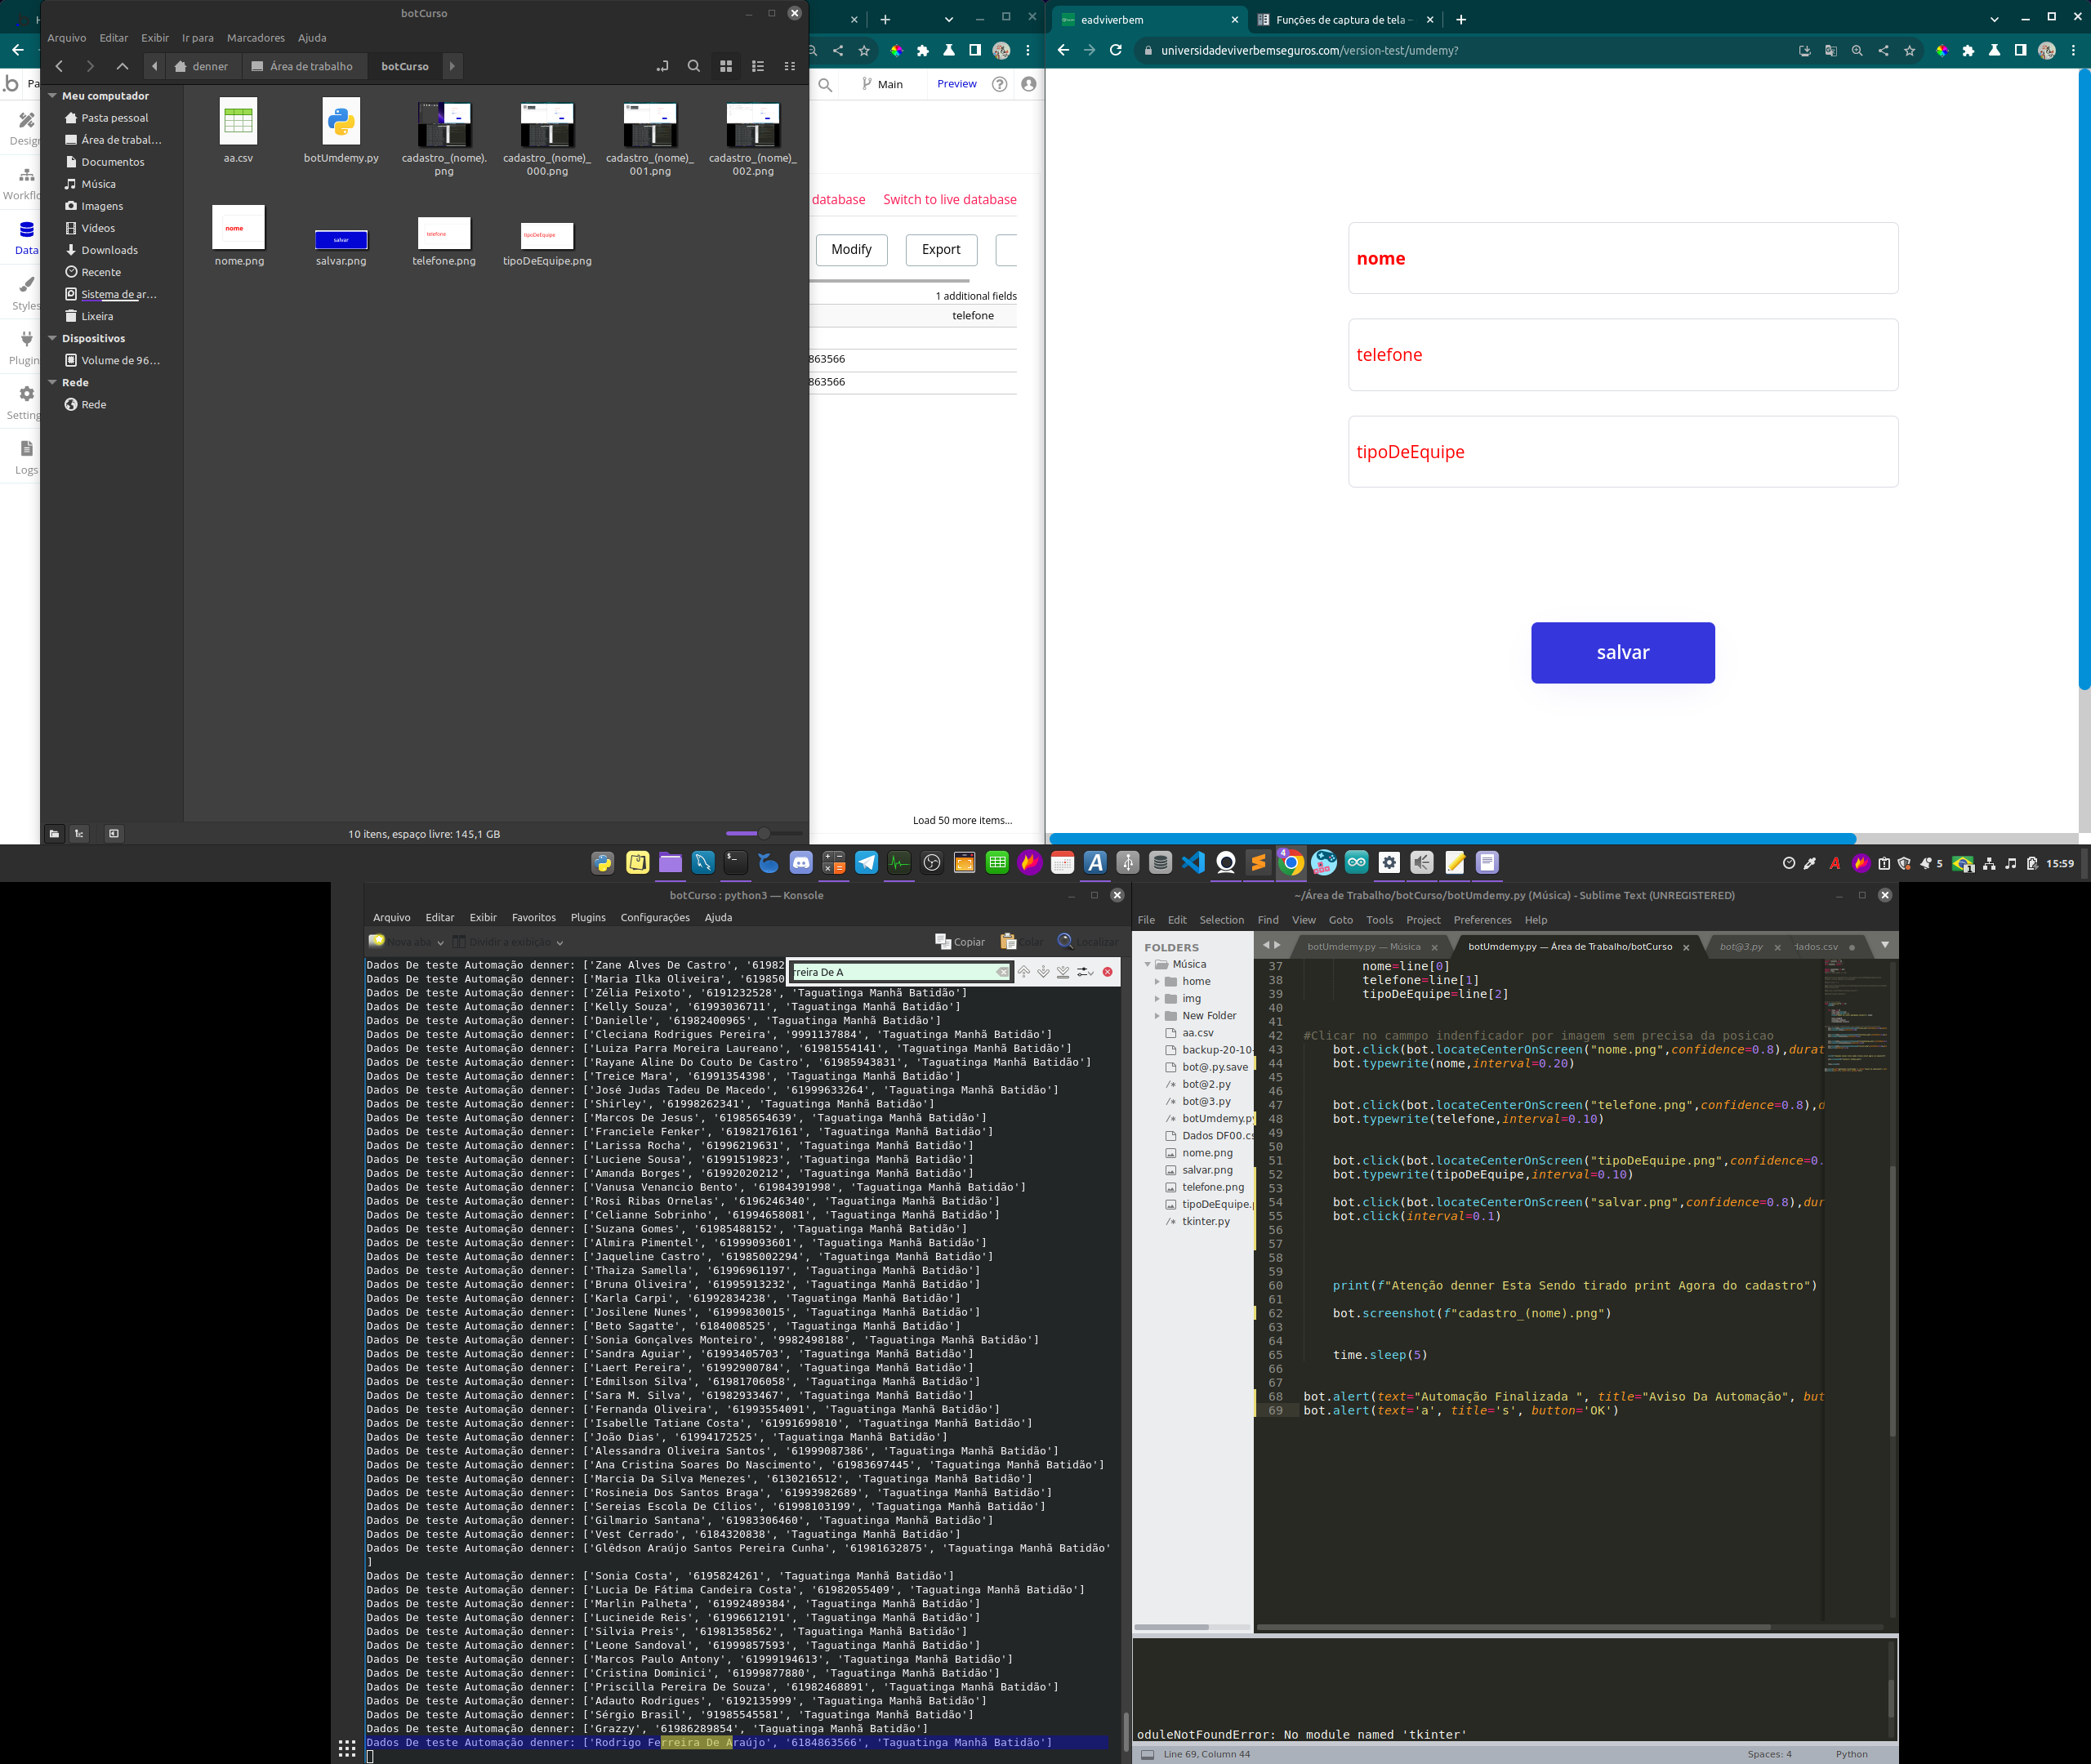 botCurso
Arquivo Editar Exibir Ir para Marcadores Ajuda
denner Área de trabalho botCurso
Meu computador
Pasta pessoal
Área de trabal...
Documentos
Música
Imagens
Vídeos
Downloads
Recente
Sistema de ar...
Lixeira
Dispositivos
Volume de 96...
Rede
Rede
aa.csv
botUmdemy.py
cadastro_(nome).
png
cadastro_(nome)_
000.png
cadastro_(nome)_
001.png
cadastro_(nome)_
002.png
nome.png
salvar.png
telefone.png
tipoDeEquipe.png
10 itens, espaço livre: 145,1 GB
Pa
Design
Workflo
Data
Styles
Plugin
Setting
Logs
Main Preview
database Switch to live database
Modify Export
1 additional fields
telefone
863566
863566
Load 50 more items...
eadviverbem
Funções de captura de tela
universidadeviverbemseguros.com/version-test/umdemy?
nome
telefone
tipoDeEquipe
salvar
4
5
15:59
botCurso : python3 — Konsole
Arquivo Editar Exibir Favoritos Plugins Configurações Ajuda
Nova aba Dividir a exibição Copiar Colar Localizar
rreira De A
Dados De teste Automação denner: ['Zane Alves De Castro', '61982
Dados De teste Automação denner: ['Maria Ilka Oliveira', '619850
Dados De teste Automação denner: ['Zélia Peixoto', '6191232528', 'Taguatinga Manhã Batidão']
Dados De teste Automação denner: ['Kelly Souza', '61993036711', 'Taguatinga Manhã Batidão']
Dados De teste Automação denner: ['Danielle', '61982400965', 'Taguatinga Manhã Batidão']
Dados De teste Automação denner: ['Cleciana Rodrigues Pereira', '9991137884', 'Taguatinga Manhã Batidão']
Dados De teste Automação denner: ['Luiza Parra Moreira Laureano', '61981554141', 'Taguatinga Manhã Batidão']
Dados De teste Automação denner: ['Rayane Aline Do Couto De Castro', '61985943831', 'Taguatinga Manhã Batidão']
Dados De teste Automação denner: ['Treice Mara', '61991354398', 'Taguatinga Manhã Batidão']
Dados De teste Automação denner: ['José Judas Tadeu De Macedo', '61999633264', 'Taguatinga Manhã Batidão']
Dados De teste Automação denner: ['Shirley', '61998262341', 'Taguatinga Manhã Batidão']
Dados De teste Automação denner: ['Marcos De Jesus', '61985654639', 'Taguatinga Manhã Batidão']
Dados De teste Automação denner: ['Franciele Fenker', '61982176161', 'Taguatinga Manhã Batidão']
Dados De teste Automação denner: ['Larissa Rocha', '61996219631', 'Taguatinga Manhã Batidão']
Dados De teste Automação denner: ['Luciene Sousa', '61991519823', 'Taguatinga Manhã Batidão']
Dados De teste Automação denner: ['Amanda Borges', '61992020212', 'Taguatinga Manhã Batidão']
Dados De teste Automação denner: ['Vanusa Venancio Bento', '61984391998', 'Taguatinga Manhã Batidão']
Dados De teste Automação denner: ['Rosi Ribas Ornelas', '6196246340', 'Taguatinga Manhã Batidão']
Dados De teste Automação denner: ['Celianne Sobrinho', '61994658081', 'Taguatinga Manhã Batidão']
Dados De teste Automação denner: ['Suzana Gomes', '61985488152', 'Taguatinga Manhã Batidão']
Dados De teste Automação denner: ['Almira Pimentel', '61999093601', 'Taguatinga Manhã Batidão']
Dados De teste Automação denner: ['Jaqueline Castro', '61985002294', 'Taguatinga Manhã Batidão']
Dados De teste Automação denner: ['Thaiza Samella', '61996961197', 'Taguatinga Manhã Batidão']
Dados De teste Automação denner: ['Bruna Oliveira', '61995913232', 'Taguatinga Manhã Batidão']
Dados De teste Automação denner: ['Karla Carpi', '61992834238', 'Taguatinga Manhã Batidão']
Dados De teste Automação denner: ['Josilene Nunes', '61999830015', 'Taguatinga Manhã Batidão']
Dados De teste Automação denner: ['Beto Sagatte', '6184008525', 'Taguatinga Manhã Batidão']
Dados De teste Automação denner: ['Sonia Gonçalves Monteiro', '9982498188', 'Taguatinga Manhã Batidão']
Dados De teste Automação denner: ['Sandra Aguiar', '61993405703', 'Taguatinga Manhã Batidão']
Dados De teste Automação denner: ['Laert Pereira', '61992900784', 'Taguatinga Manhã Batidão']
Dados De teste Automação denner: ['Edmilson Silva', '61981706058', 'Taguatinga Manhã Batidão']
Dados De teste Automação denner: ['Sara M. Silva', '61982933467', 'Taguatinga Manhã Batidão']
Dados De teste Automação denner: ['Fernanda Oliveira', '61993554091', 'Taguatinga Manhã Batidão']
Dados De teste Automação denner: ['Isabelle Tatiane Costa', '61991699810', 'Taguatinga Manhã Batidão']
Dados De teste Automação denner: ['João Dias', '61994172525', 'Taguatinga Manhã Batidão']
Dados De teste Automação denner: ['Alessandra Oliveira Santos', '61999087386', 'Taguatinga Manhã Batidão']
Dados De teste Automação denner: ['Ana Cristina Soares Do Nascimento', '61983697445', 'Taguatinga Manhã Batidão']
Dados De teste Automação denner: ['Marcia Da Silva Menezes', '6130216512', 'Taguatinga Manhã Batidão']
Dados De teste Automação denner: ['Rosineia Dos Santos Braga', '61993982689', 'Taguatinga Manhã Batidão']
Dados De teste Automação denner: ['Sereias Escola De Cílios', '61998103199', 'Taguatinga Manhã Batidão']
Dados De teste Automação denner: ['Gilmario Santana', '61983306460', 'Taguatinga Manhã Batidão']
Dados De teste Automação denner: ['Vest Cerrado', '6184320838', 'Taguatinga Manhã Batidão']
Dados De teste Automação denner: ['Glêdson Araújo Santos Pereira Cunha', '61981632875', 'Taguatinga Manhã Batidão'
]
Dados De teste Automação denner: ['Sonia Costa', '6195824261', 'Taguatinga Manhã Batidão']
Dados De teste Automação denner: ['Lucia De Fátima Candeira Costa', '61982055409', 'Taguatinga Manhã Batidão']
Dados De teste Automação denner: ['Marlin Palheta', '61992489384', 'Taguatinga Manhã Batidão']
Dados De teste Automação denner: ['Lucineide Reis', '61996612191', 'Taguatinga Manhã Batidão']
Dados De teste Automação denner: ['Silvia Preis', '61981358562', 'Taguatinga Manhã Batidão']
Dados De teste Automação denner: ['Leone Sandoval', '61999857593', 'Taguatinga Manhã Batidão']
Dados De teste Automação denner: ['Marcos Paulo Antony', '61999194613', 'Taguatinga Manhã Batidão']
Dados De teste Automação denner: ['Cristina Dominici', '61999877880', 'Taguatinga Manhã Batidão']
Dados De teste Automação denner: ['Priscilla Pereira De Souza', '61982468891', 'Taguatinga Manhã Batidão']
Dados De teste Automação denner: ['Adauto Rodrigues', '6192135999', 'Taguatinga Manhã Batidão']
Dados De teste Automação denner: ['Sérgio Brasil', '91985545581', 'Taguatinga Manhã Batidão']
Dados De teste Automação denner: ['Grazzy', '61986289854', 'Taguatinga Manhã Batidão']
Dados De teste Automação denner: ['Rodrigo Ferreira De Araújo', '6184863566', 'Taguatinga Manhã Batidão']
~/Área de Trabalho/botCurso/botUmdemy.py (Música) - Sublime Text (UNREGISTERED)
File Edit Selection Find View Goto Tools Project Preferences Help
FOLDERS
Música
home
img
New Folder
aa.csv
backup-20-10-
bot@.py.save
bot@2.py
bot@3.py
botUmdemy.py
Dados DF00.cs
nome.png
salvar.png
telefone.png
tipoDeEquipe.p
tkinter.py
botUmdemy.py — Música botUmdemy.py — Área de Trabalho/botCurso bot@3.py dados.csv
37 nome=line[0]
38 telefone=line[1]
39 tipoDeEquipe=line[2]
40
41
42 #Clicar no cammpo indenficador por imagem sem precisa da posicao
43 bot.click(bot.locateCenterOnScreen("nome.png",confidence=0.8),durat
44 bot.typewrite(nome,interval=0.20)
45
46
47 bot.click(bot.locateCenterOnScreen("telefone.png",confidence=0.8),d
48 bot.typewrite(telefone,interval=0.10)
49
50
51 bot.click(bot.locateCenterOnScreen("tipoDeEquipe.png",confidence=0.
52 bot.typewrite(tipoDeEquipe,interval=0.10)
53
54 bot.click(bot.locateCenterOnScreen("salvar.png",confidence=0.8),dur
55 bot.click(interval=0.1)
56
57
58
59
60 print(f"Atenção denner Esta Sendo tirado print Agora do cadastro")
61
62 bot.screenshot(f"cadastro_(nome).png")
63
64
65 time.sleep(5)
66
67
68 bot.alert(text="Automação Finalizada ", title="Aviso Da Automação", but
69 bot.alert(text='a', title='s', button='OK')
oduleNotFoundError: No module named 'tkinter'
Line 69, Column 44 Spaces: 4 Python